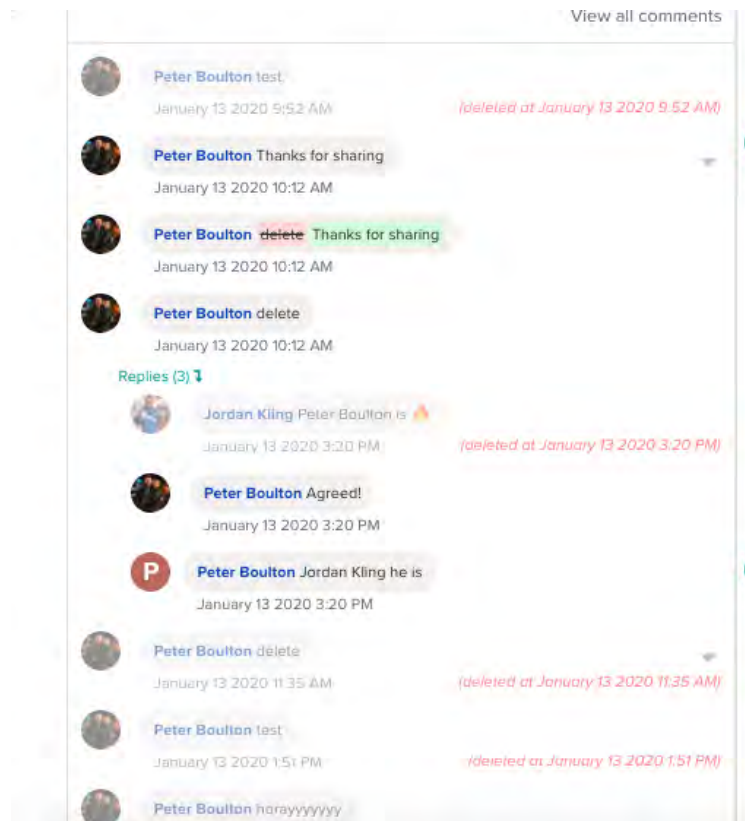 View all comments
Peter Boulton test
January 13 2020 9:52 AM (deleted at January 13 2020 9:52 AM)
Peter Boulton Thanks for sharing
January 13 2020 10:12 AM
Peter Boulton delete Thanks for sharing
January 13 2020 10:12 AM
Peter Boulton delete
January 13 2020 10:12 AM
Replies (3)
Jordan Kling Peter Boulton is 🔥
January 13 2020 3:20 PM (deleted at January 13 2020 3:20 PM)
Peter Boulton Agreed!
January 13 2020 3:20 PM
P
Peter Boulton Jordan Kling he is
January 13 2020 3:20 PM
Peter Boulton delete
January 13 2020 11:35 AM (deleted at January 13 2020 11:35 AM)
Peter Boulton test
January 13 2020 1:51 PM (deleted at January 13 2020 1:51 PM)
Peter Boulton horayyyyyyy